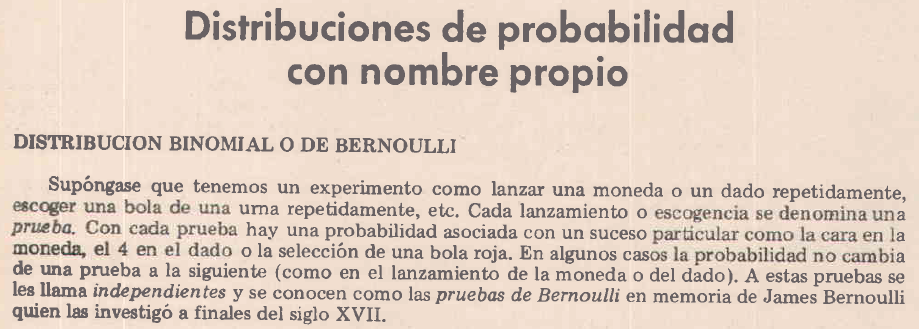 Distribuciones de probabilidad
con nombre propio
DISTRIBUCION BINOMIAL O DE BERNOULLI
Supóngase que tenemos un experimento como lanzar una moneda o un dado repetidamente,
escoger una bola de una urna repetidamente, etc. Cada lanzamiento o escogencia se denomina una
prueba. Con cada prueba hay una probabilidad asociada con un suceso particular como la cara en la
moneda, el 4 en el dado o la selección de una bola roja. En algunos casos la probabilidad no cambia
de una prueba a la siguiente (como en el lanzamiento de la moneda o del dado). A estas pruebas se
les llama independientes y se conocen como las pruebas de Bernoulli en memoria de James Bernoulli
quien las investigó a finales del siglo XVII.